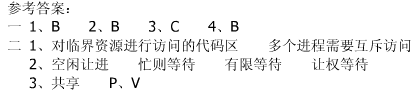 参考答案：
一 1、B 2、B 3、C 4、B
二 1、对临界资源进行访问的代码区 多个进程需要互斥访问
2、空闲让进 忙则等待 有限等待 让权等待
3、共享 P、V